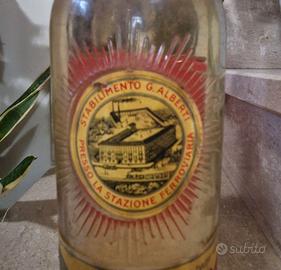 STABILIMENTO G. ALBERTI
PRESSO LA STAZIONE FERROVIARIA
subito